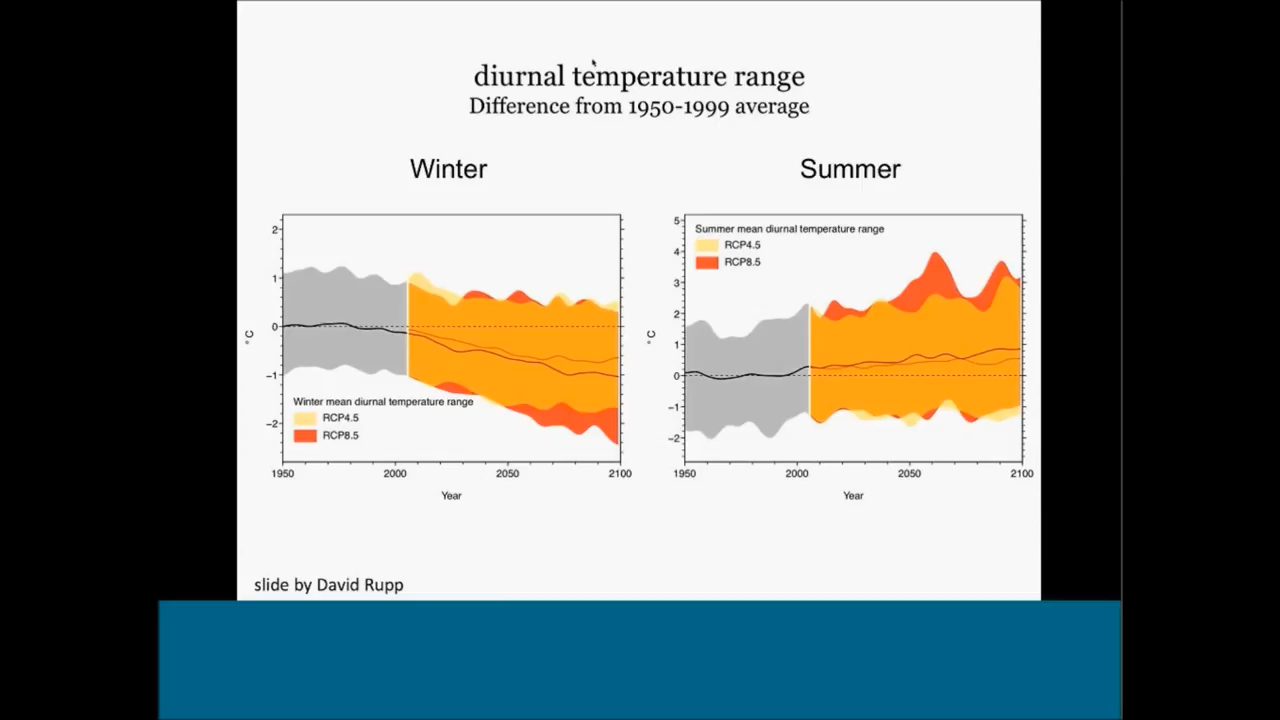 diurnal temperature range
Difference from 1950-1999 average
Winter
Summer
2
1
0
−1
−2
°C
Winter mean diurnal temperature range
RCP4.5
RCP8.5
1950
2000
2050
2100
Year
5
4
3
2
1
0
−1
−2
°C
Summer mean diurnal temperature range
RCP4.5
RCP8.5
1950
2000
2050
2100
Year
slide by David Rupp